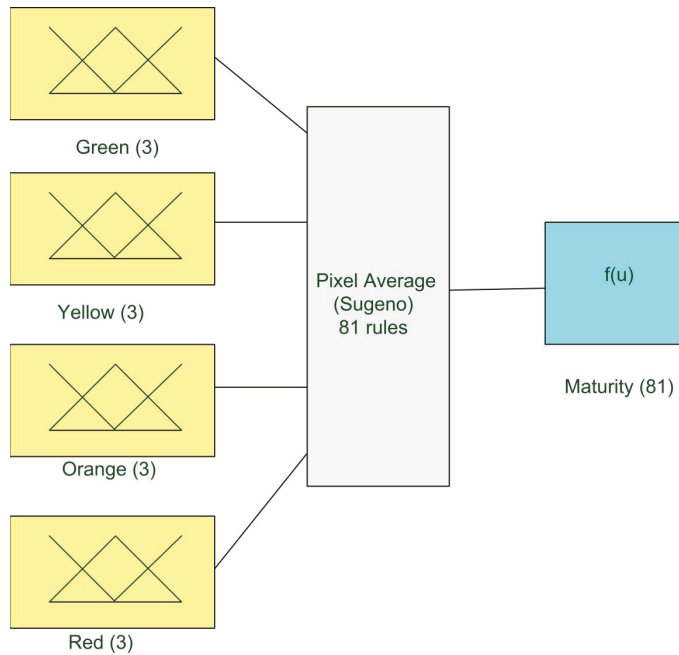 Green (3)
Yellow (3)
Orange (3)
Red (3)
Pixel Average
(Sugeno)
81 rules
f(u)
Maturity (81)